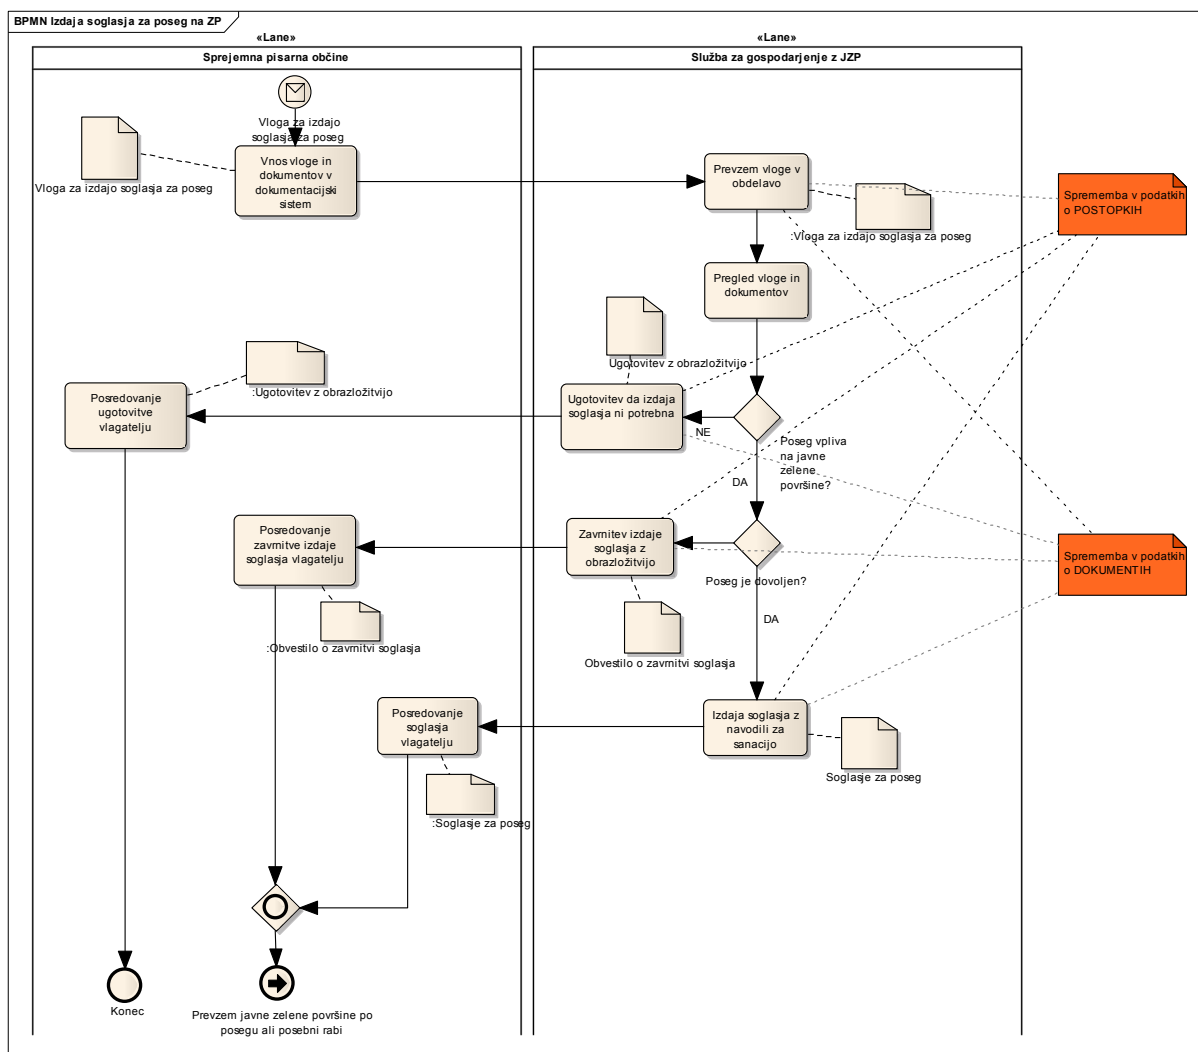 BPMN Izdaja soglasja za poseg na ZP
«Lane»
Sprejemna pisarna občine
«Lane»
Služba za gospodarjenje z JZP
Vloga za izdajo
soglasja za poseg
Vloga za izdajo soglasja za poseg
Vnos vloge in
dokumentov v
dokumentacijski
sistem
Prevzem vloge v
obdelavo
:Vloga za izdajo soglasja za poseg
Sprememba v podatkih
o POSTOPKIH
Pregled vloge in
dokumentov
Ugotovitev z obrazložitvijo
:Ugotovitev z obrazložitvijo
Posredovanje
ugotovitve
vlagatelju
Ugotovitev da izdaja
soglasja ni potrebna
NE
Poseg vpliva
na javne
zelene
površine?
DA
Posredovanje
zavrnitve izdaje
soglasja vlagatelju
Zavrnitev izdaje
soglasja z
obrazložitvijo
Poseg je dovoljen?
Sprememba v podatkih
o DOKUMENTIH
DA
:Obvestilo o zavrnitvi soglasja
Obvestilo o zavrnitvi soglasja
Posredovanje
soglasja
vlagatelju
Izdaja soglasja z
navodili za
sanacijo
Soglasje za poseg
:Soglasje za poseg
Konec
Prevzem javne zelene površine po
posegu ali posebni rabi